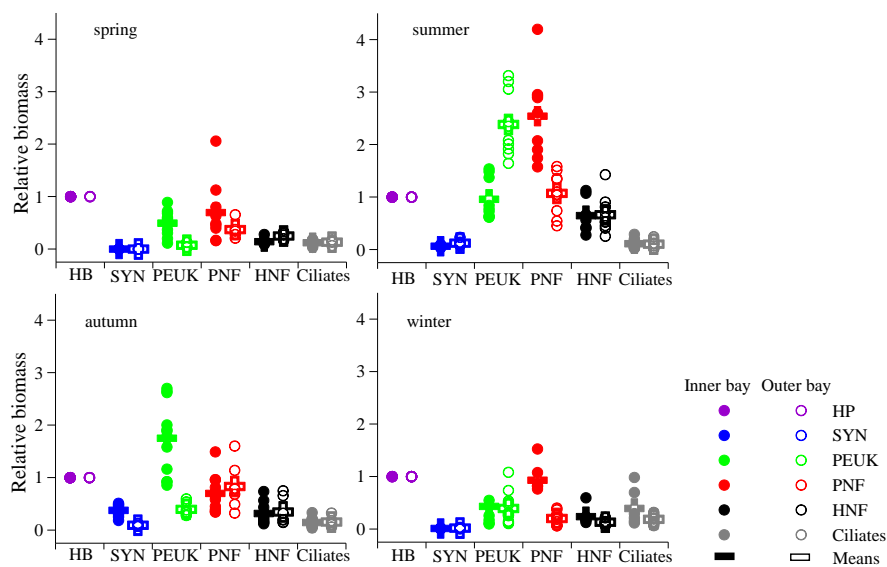 spring
4
3
2
1
0
Relative biomass
HB SYN PEUK PNF HNF Ciliates
summer
4
3
2
1
0
HB SYN PEUK PNF HNF Ciliates
autumn
4
3
2
1
0
Relative biomass
HB SYN PEUK PNF HNF Ciliates
winter
4
3
2
1
0
HB SYN PEUK PNF HNF Ciliates
Inner bay Outer bay
HP
SYN
PEUK
PNF
HNF
Ciliates
Means